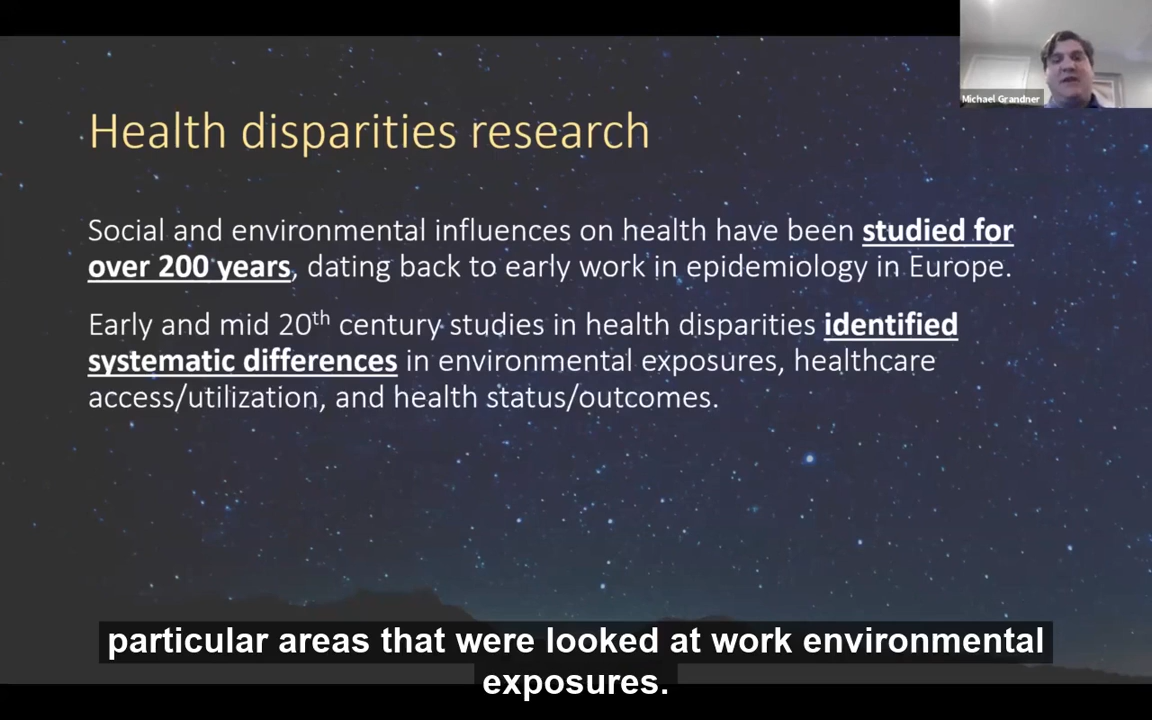 Michael Grandner
Health disparities research
Social and environmental influences on health have been studied for
over 200 years, dating back to early work in epidemiology in Europe.
Early and mid 20th century studies in health disparities identified
systematic differences in environmental exposures, healthcare
access/utilization, and health status/outcomes.
particular areas that were looked at work environmental
exposures.